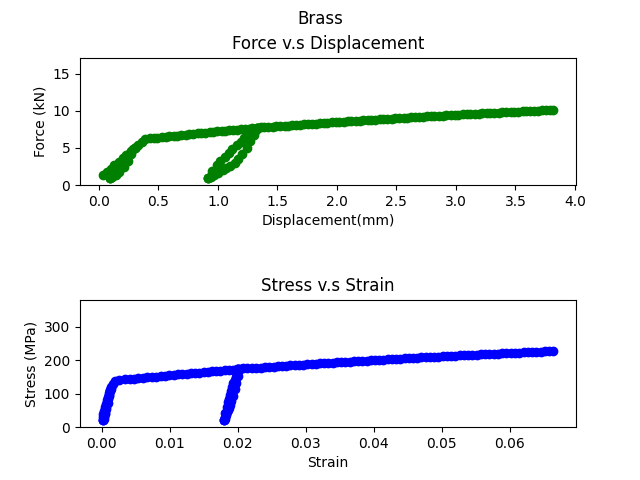 Brass
Force v.s Displacement
Force (kN)
15
10
5
0
0.0 0.5 1.0 1.5 2.0 2.5 3.0 3.5 4.0
Displacement(mm)
Stress v.s Strain
Stress (MPa)
300
200
100
0
0.00 0.01 0.02 0.03 0.04 0.05 0.06
Strain